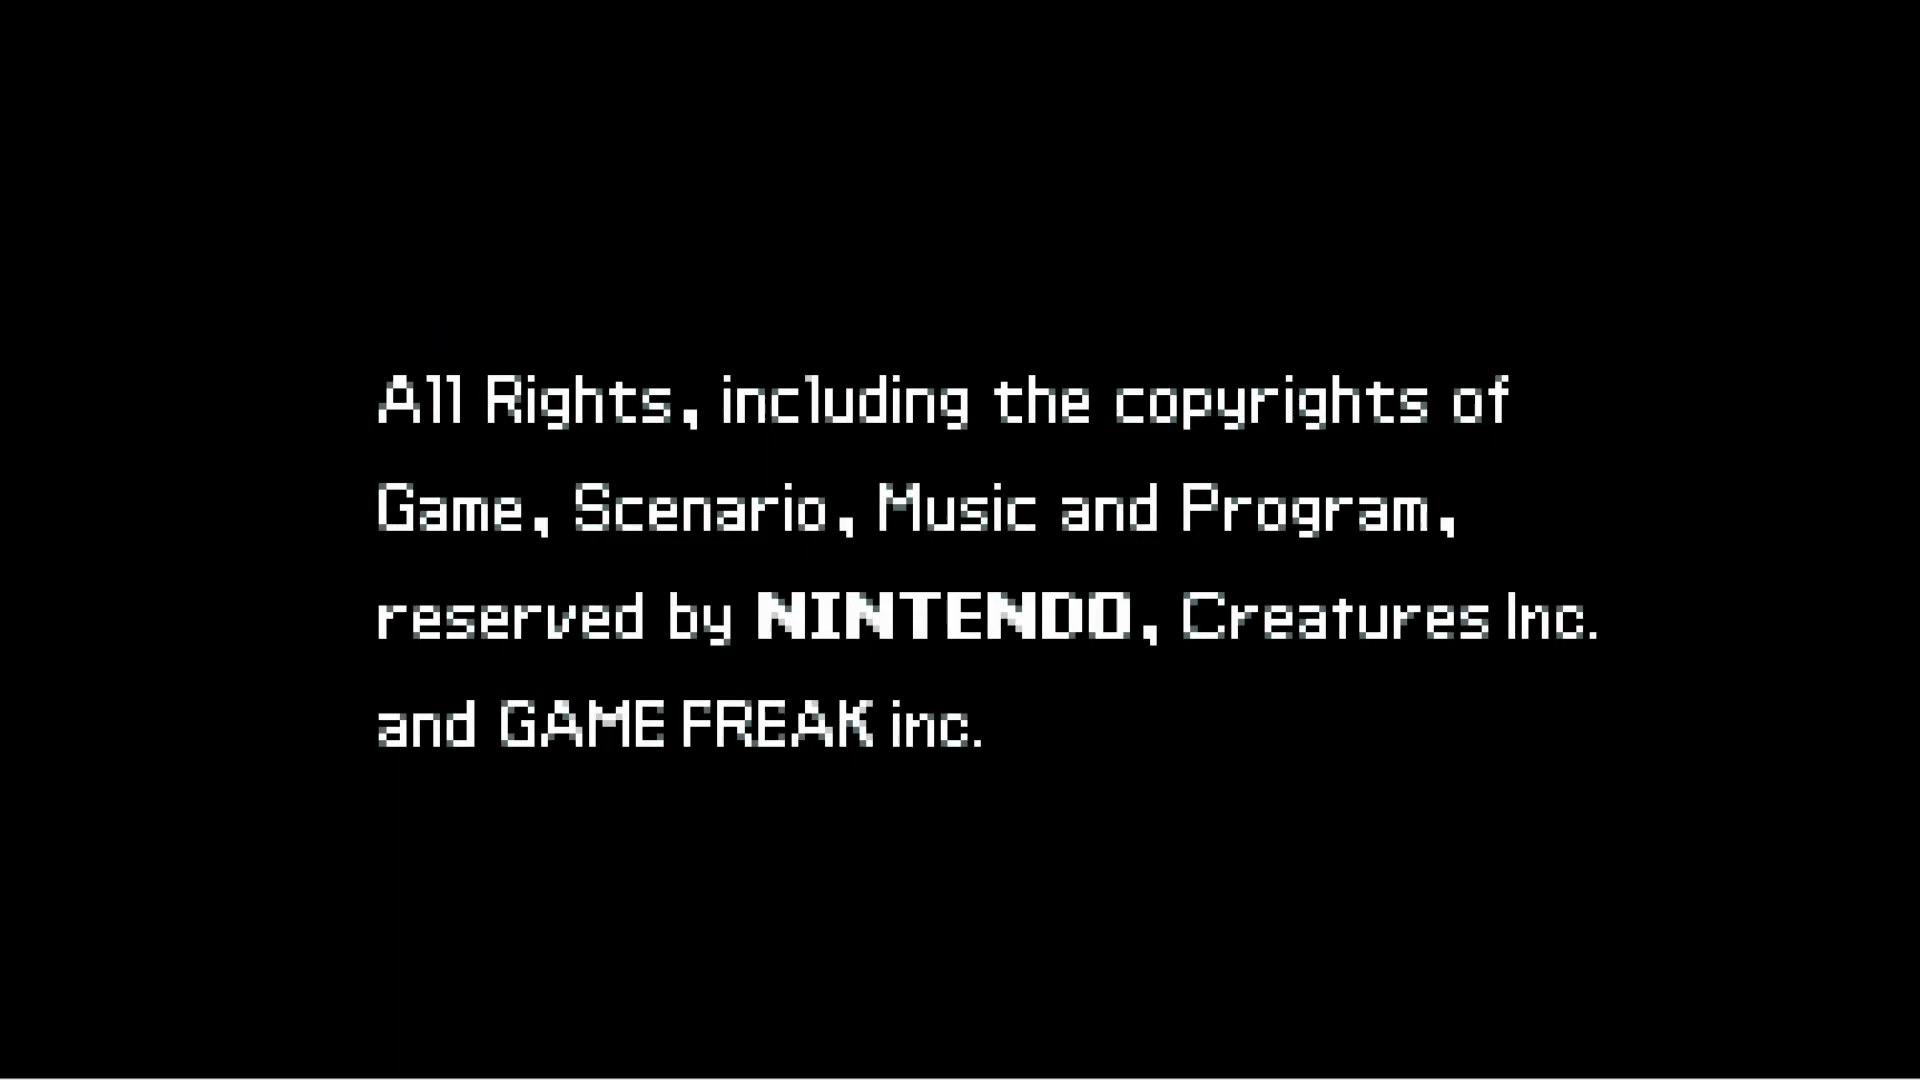 All Rights, including the copyrights of
Game, Scenario, Music and Program,
reserved by NINTENDO, Creatures Inc.
and GAME FREAK inc.